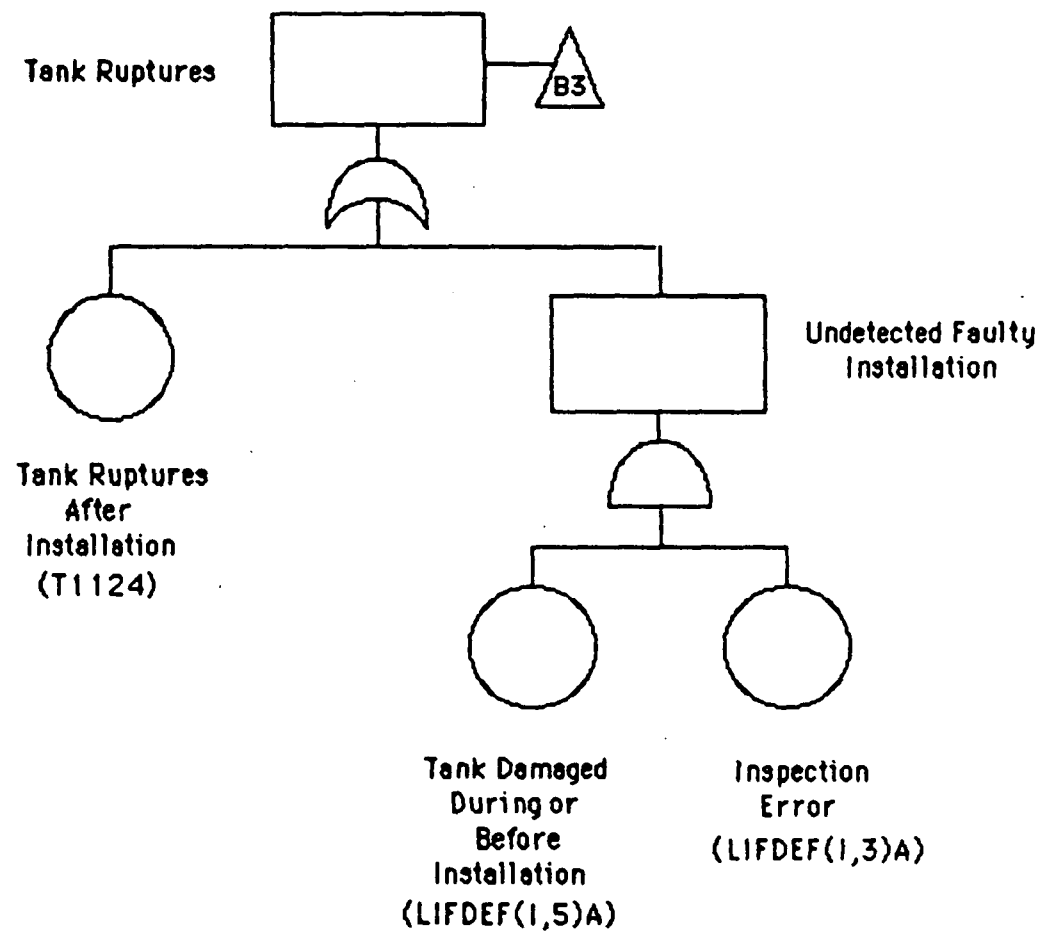 Tank Ruptures
B3
Undetected Faulty
Installation
Tank Ruptures
After
Installation
(T1124)
Tank Damaged
During or
Before
Installation
(LIFDEF(1,5)A)
Inspection
Error
(LIFDEF(1,3)A)